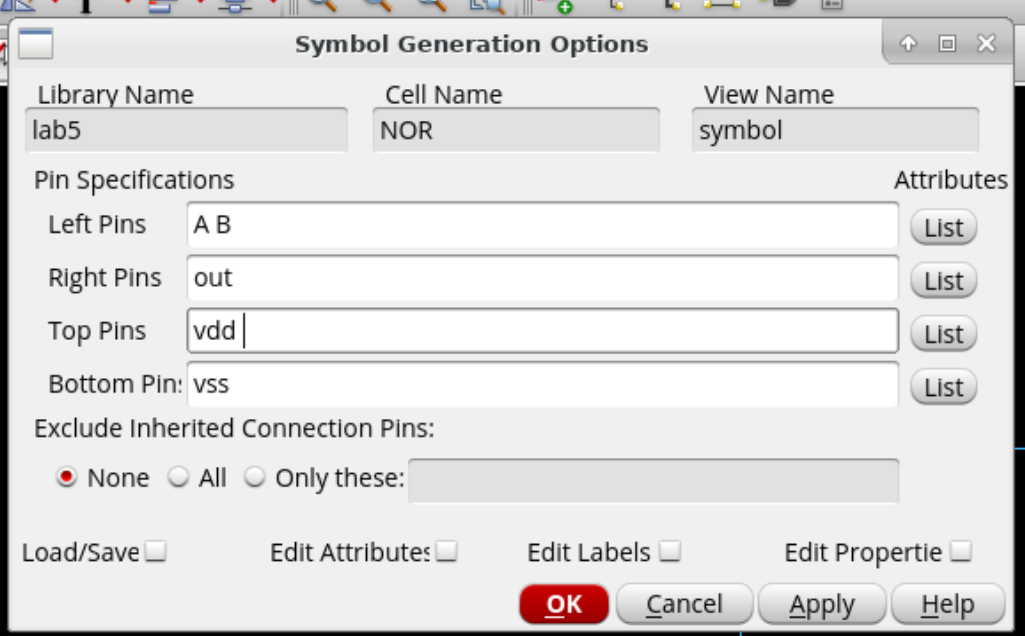 Symbol Generation Options
Library Name Cell Name View Name
lab5 NOR symbol
Pin Specifications Attributes
Left Pins A B List
Right Pins out List
Top Pins vdd List
Bottom Pin: vss List
Exclude Inherited Connection Pins:
None All Only these:
Load/Save Edit Attributes Edit Labels Edit Propertie
OK Cancel Apply Help